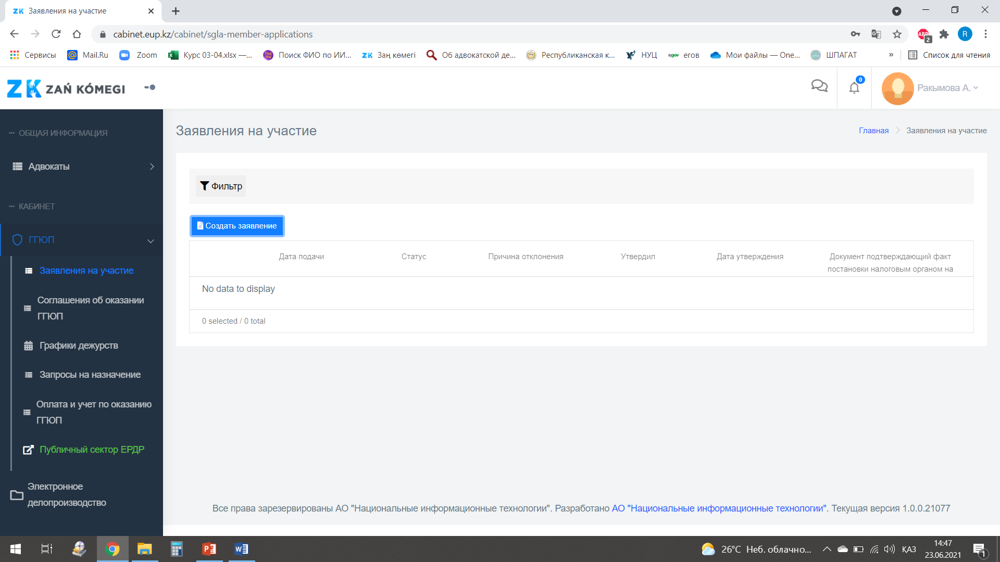 Заявления на участие
cabinet.eup.kz/cabinet/sgla-member-applications
ABP 2
R
Сервисы
Mail.Ru
Zoom
Курс 03-04.xlsx —...
Поиск ФИО по ИИ...
Заң көмегі
Об адвокатской де...
Республиканская к...
НУЦ
егов
Мои файлы — One...
ШПАГАТ
»
Список для чтения
ZK ZAŃ KÓMEGI
0
Ракымова А.
ОБЩАЯ ИНФОРМАЦИЯ
Адвокаты
КАБИНЕТ
ГГЮП
Заявления на участие
Соглашения об оказании
ГГЮП
Графики дежурств
Запросы на назначение
Оплата и учет по оказанию
ГГЮП
Публичный сектор ЕРДР
Электронное
делопроизводство
Заявления на участие
Главная > Заявления на участие
Фильтр
Создать заявление
Дата подачи
Статус
Причина отклонения
Утвердил
Дата утверждения
Документ подтверждающий факт
постановки налоговым органом на
No data to display
0 selected / 0 total
Все права зарезервированы АО "Национальные информационные технологии". Разработано АО "Национальные информационные технологии". Текущая версия 1.0.0.21077
26°C Неб. облачно...
ҚАЗ
14:47
23.06.2021
1